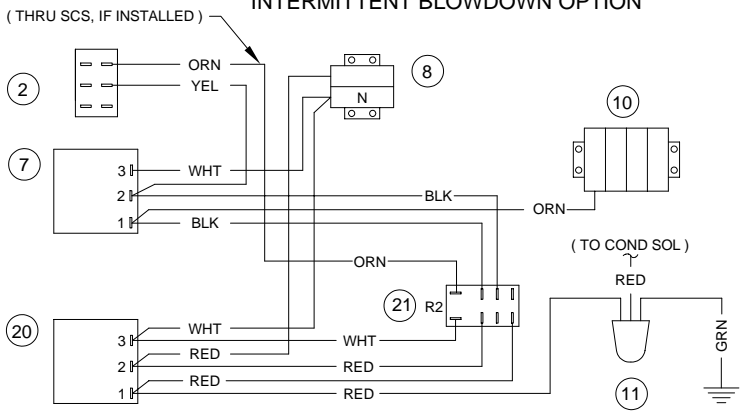 INTERMITTENT BLOWDOWN OPTION
( THRU SCS, IF INSTALLED )
ORN
YEL
2
8
N
10
7
3
WHT
2
BLK
ORN
1
BLK
( TO COND SOL )
ORN
RED
21
R2
20
WHT
3
WHT
GRN
RED
2
RED
RED
1
RED
11